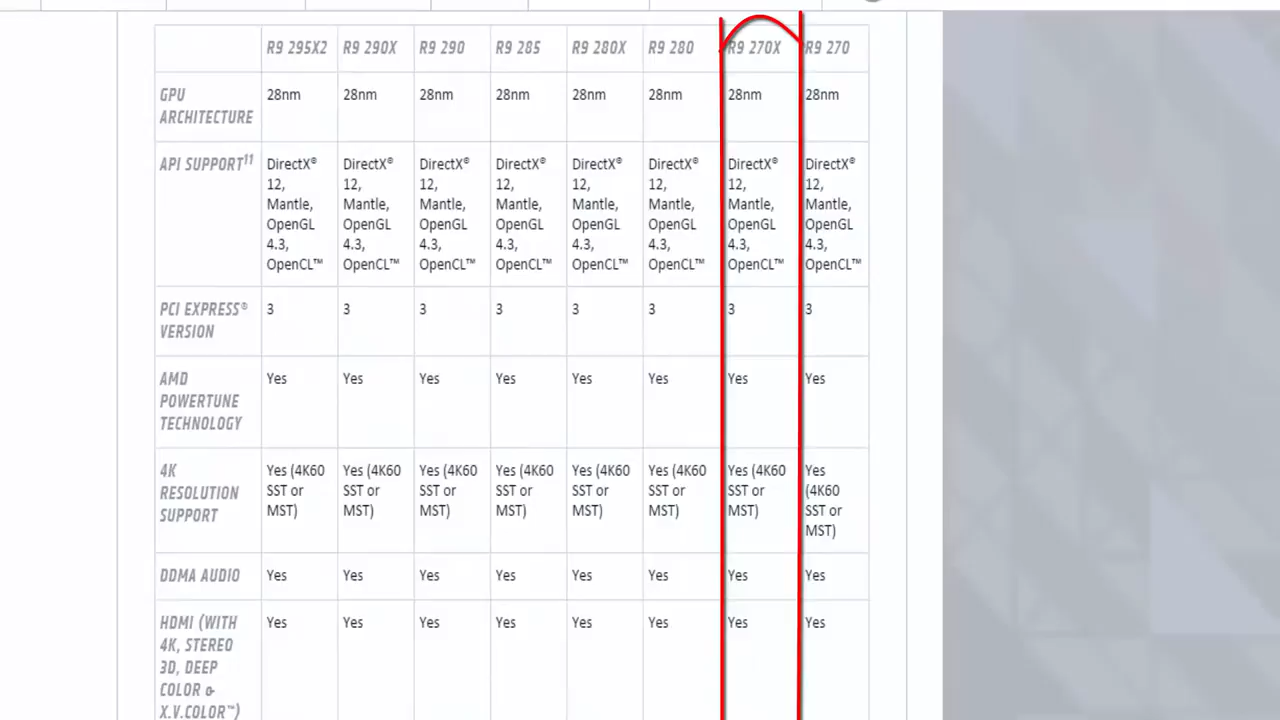 R9 295X2 R9 290X R9 290 R9 285 R9 280X R9 280 R9 270X R9 270
GPU 28nm 28nm 28nm 28nm 28nm 28nm 28nm 28nm
ARCHITECTURE
API SUPPORT¹¹ DirectX® DirectX® DirectX® DirectX® DirectX® DirectX® DirectX® DirectX®
12, 12, 12, 12, 12, 12, 12, 12,
Mantle, Mantle, Mantle, Mantle, Mantle, Mantle, Mantle, Mantle,
OpenGL OpenGL OpenGL OpenGL OpenGL OpenGL OpenGL OpenGL
4.3, 4.3, 4.3, 4.3, 4.3, 4.3, 4.3, 4.3,
OpenCL™ OpenCL™ OpenCL™ OpenCL™ OpenCL™ OpenCL™ OpenCL™ OpenCL™
PCI EXPRESS® 3 3 3 3 3 3 3 3
VERSION
AMD Yes Yes Yes Yes Yes Yes Yes Yes
POWERTUNE
TECHNOLOGY
4K Yes (4K60 Yes (4K60 Yes (4K60 Yes (4K60 Yes (4K60 Yes (4K60 Yes (4K60 Yes
RESOLUTION SST or SST or SST or SST or SST or SST or SST or (4K60
SUPPORT MST) MST) MST) MST) MST) MST) MST) SST or
MST)
DDMA AUDIO Yes Yes Yes Yes Yes Yes Yes Yes
HDMI (WITH Yes Yes Yes Yes Yes Yes Yes Yes
4K, STEREO
3D, DEEP
COLOR &
X.V.COLOR™)